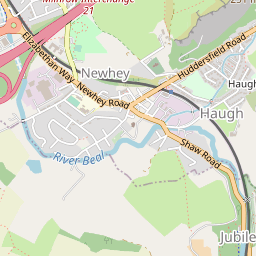 Milnrow Interchange
21
Elizabethan Way
Newhey
Newhey Road
Huddersfield Road
Haugh
Haugh
Shaw Road
River Beal
Jubile